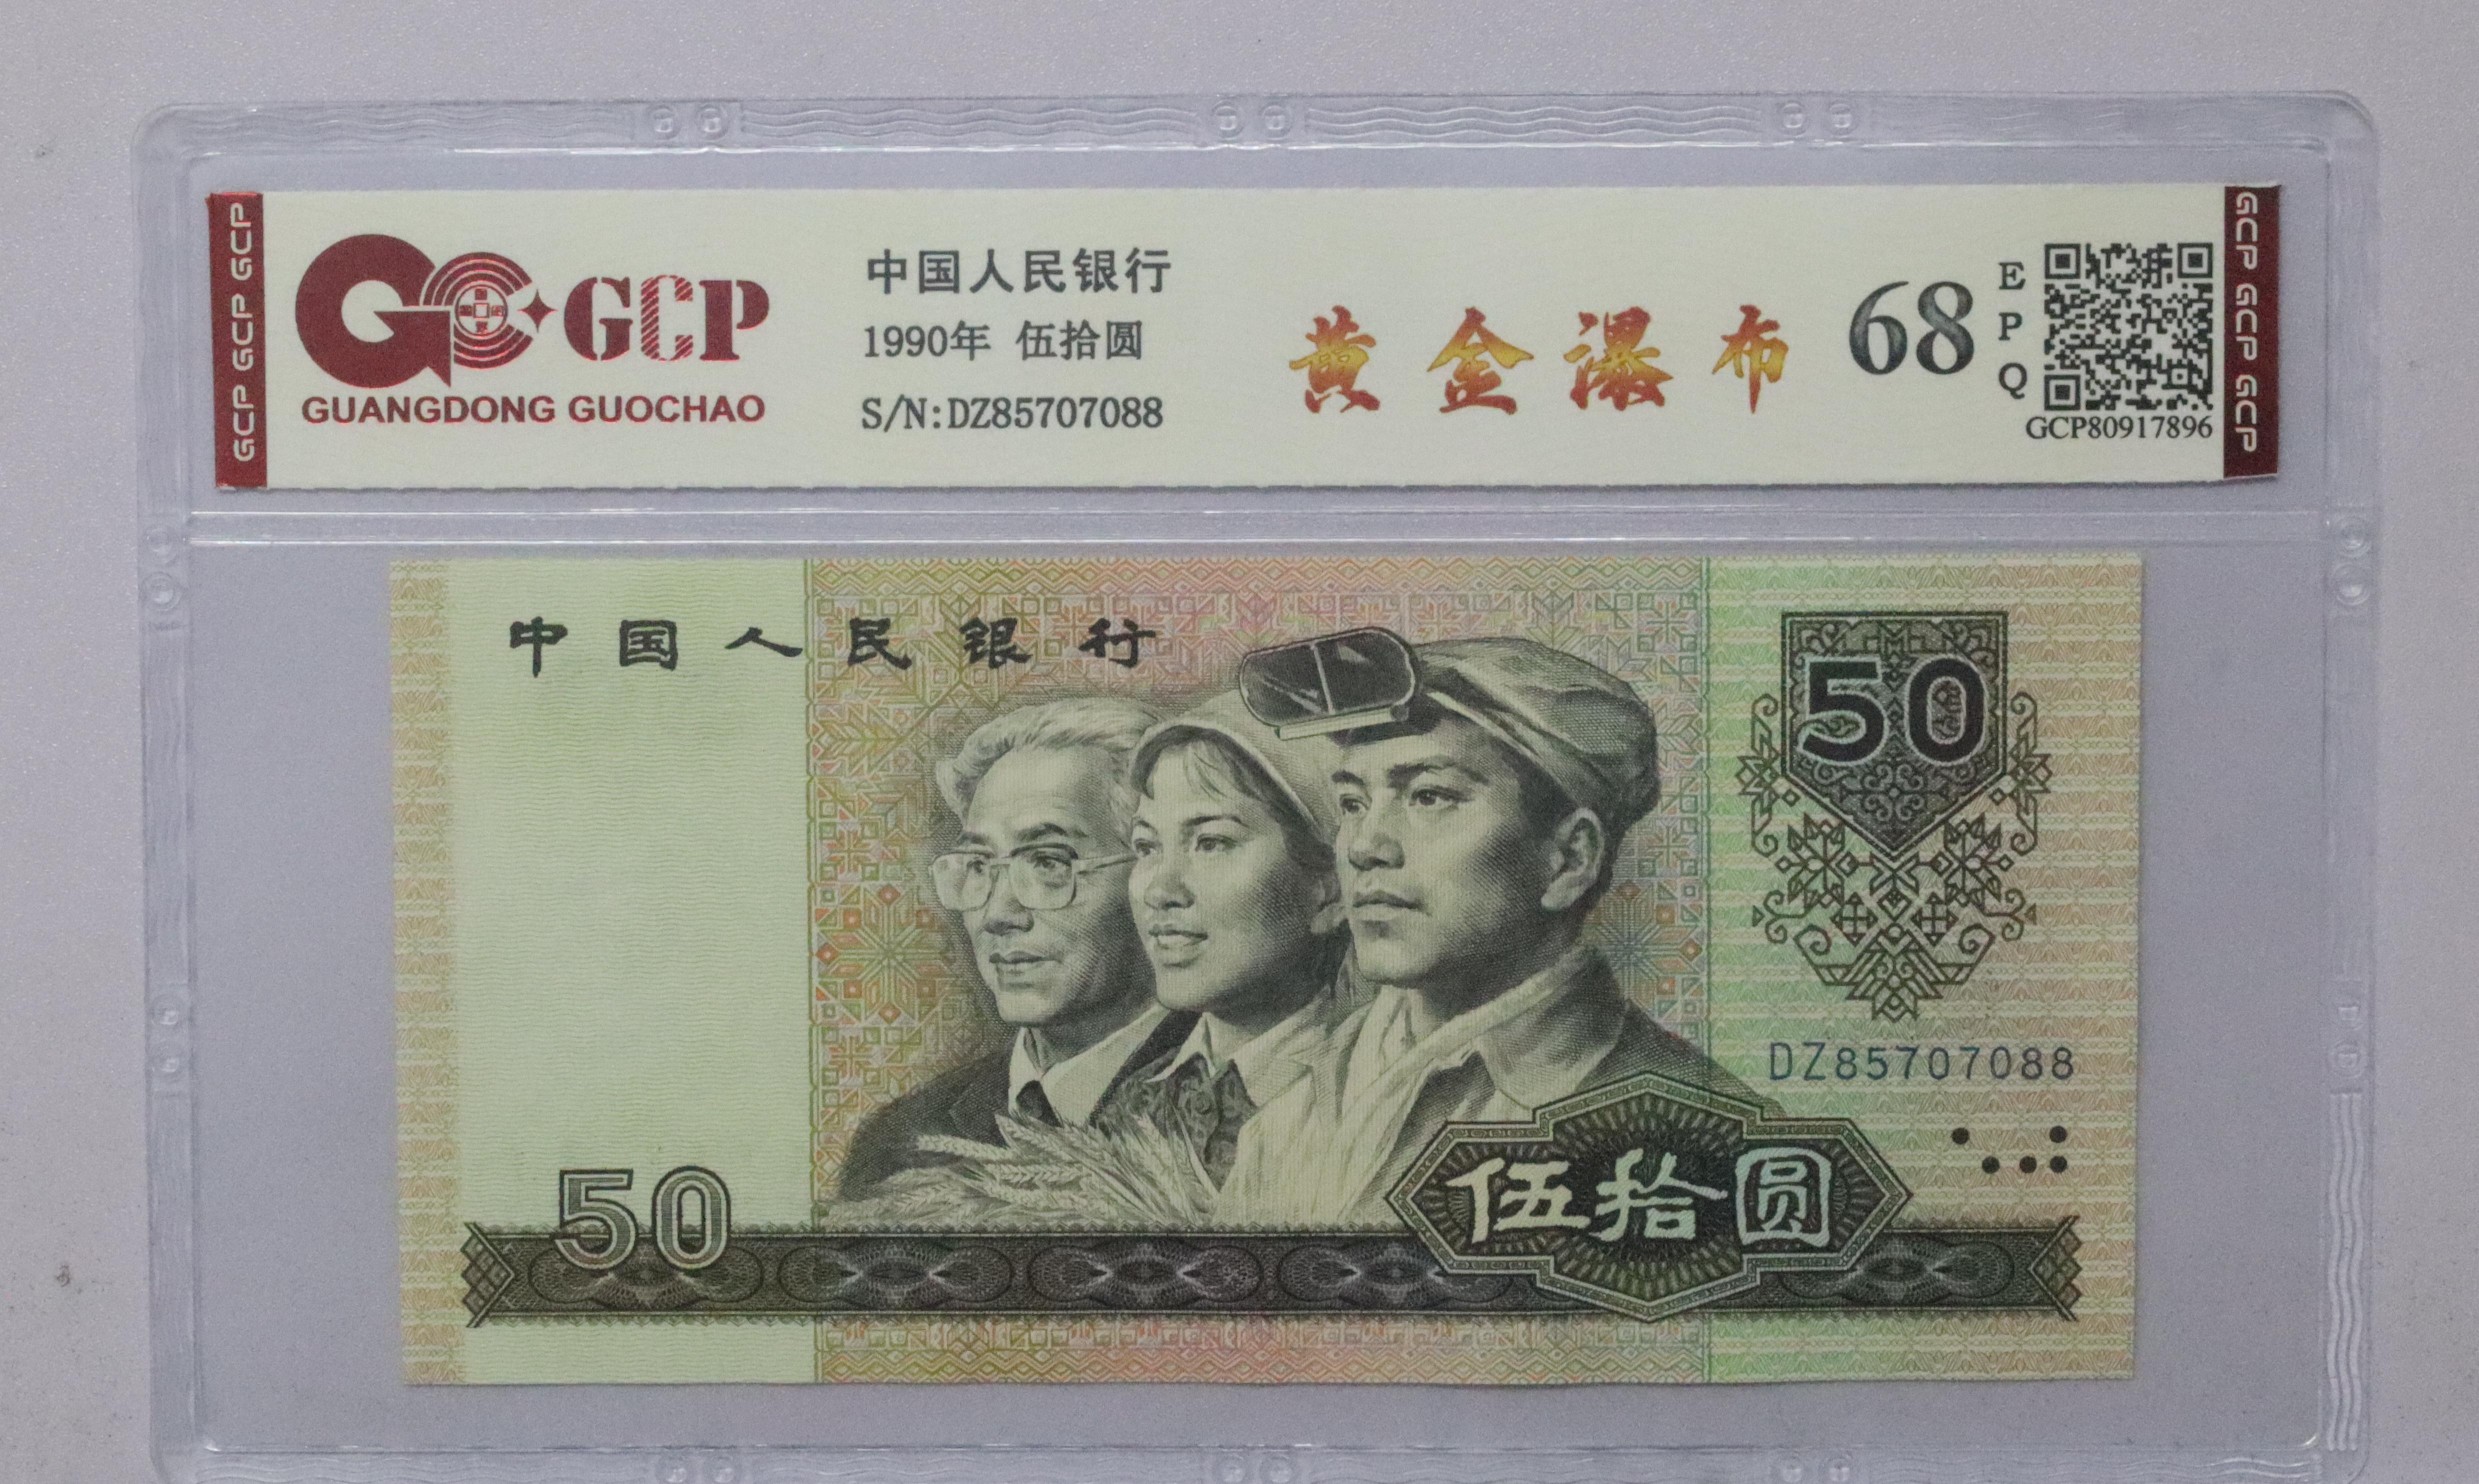 GCP GCP GCP
GCP
GUANGDONG GUOCHAO
中国人民银行
1990年 伍拾圆
S/N:DZ85707088
黄金瀑布
68
EPQ
GCP80917896
GCP GCP GCP
中国人民银行
50
DZ85707088
50
伍拾圆